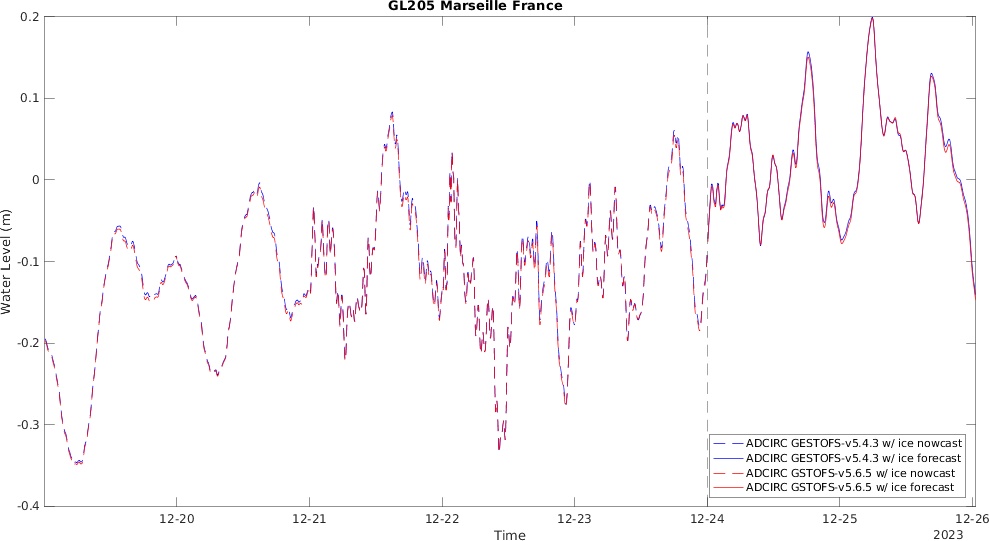 GL205 Marseille France
0.2
0.1
0
-0.1
-0.2
-0.3
-0.4
Water Level (m)
ADCIRC GESTOFS-v5.4.3 w/ ice nowcast
ADCIRC GESTOFS-v5.4.3 w/ ice forecast
ADCIRC GSTOFS-v5.6.5 w/ ice nowcast
ADCIRC GSTOFS-v5.6.5 w/ ice forecast
12-20 12-21 12-22 12-23 12-24 12-25 12-26
Time
2023